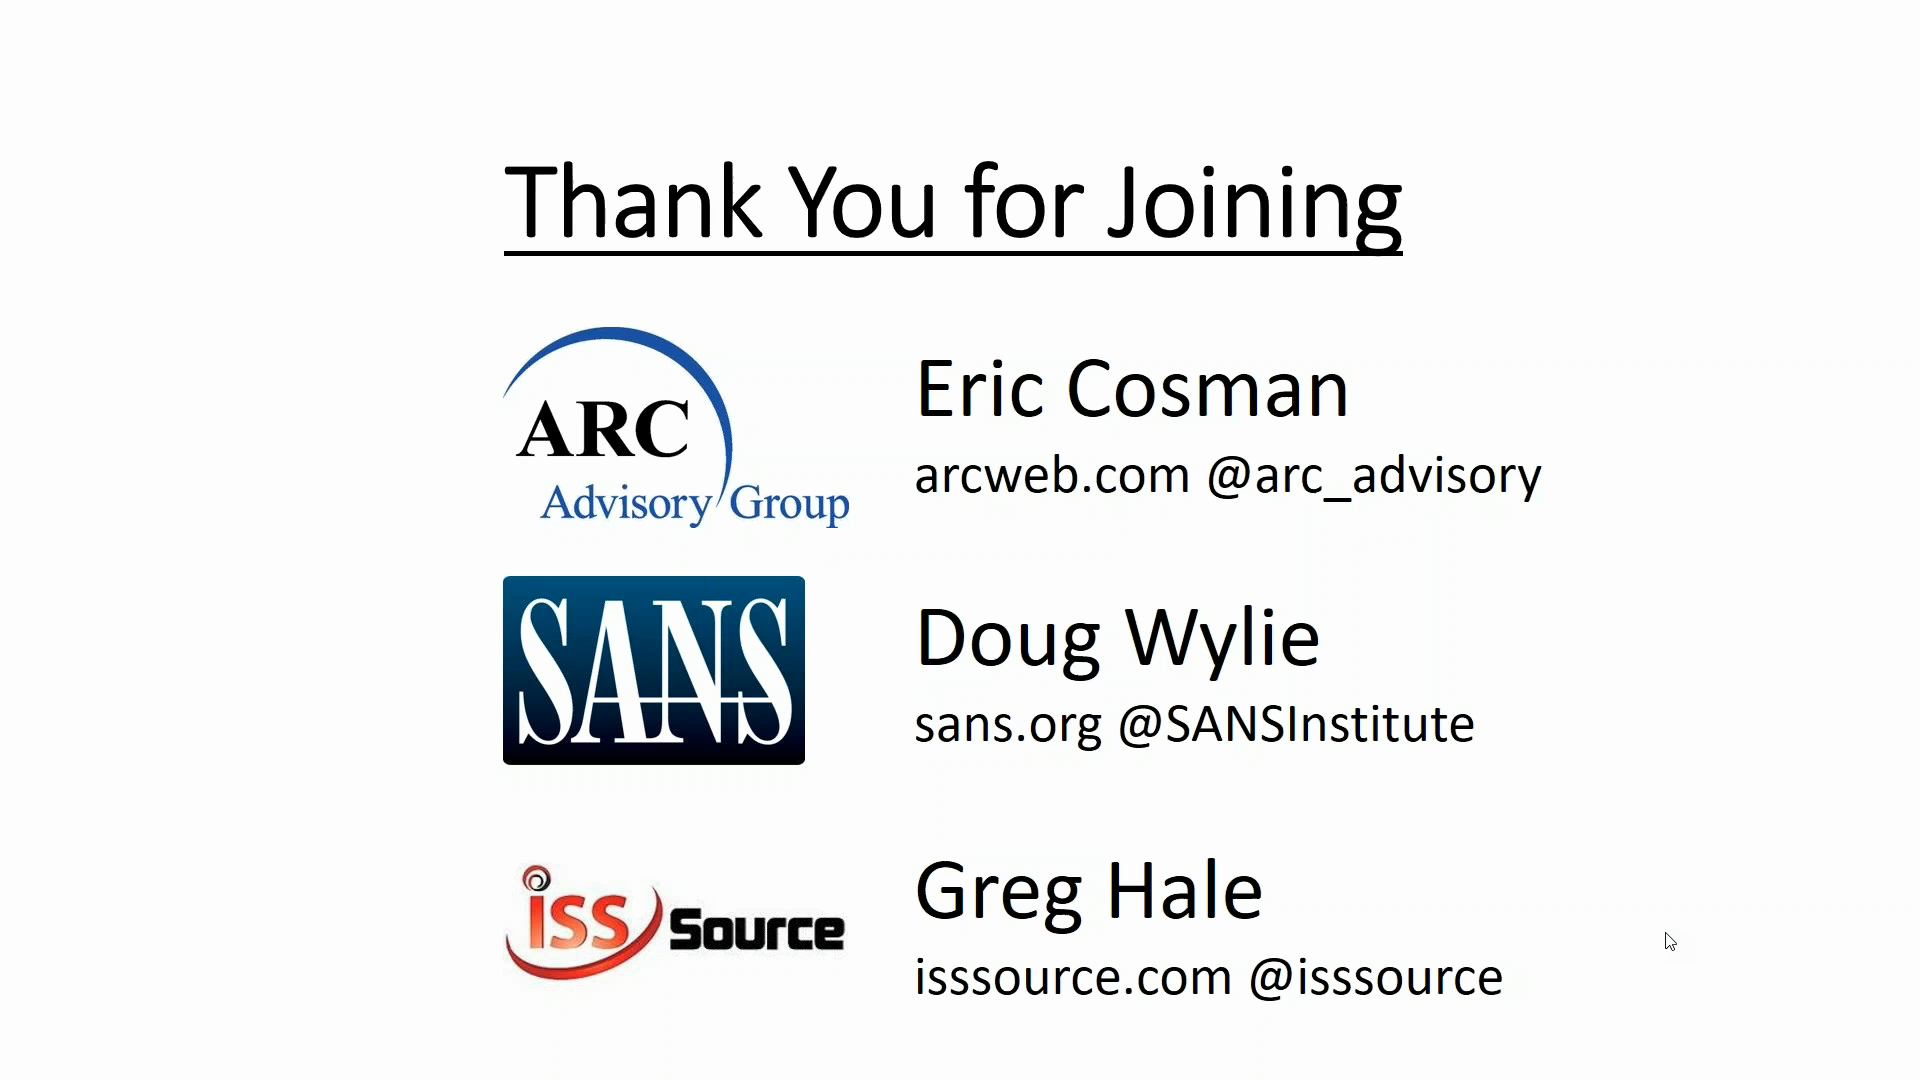 Thank You for Joining
ARC
Advisory Group
Eric Cosman
arcweb.com @arc_advisory
SANS
Doug Wylie
sans.org @SANSInstitute
iss Source
Greg Hale
isssource.com @isssource